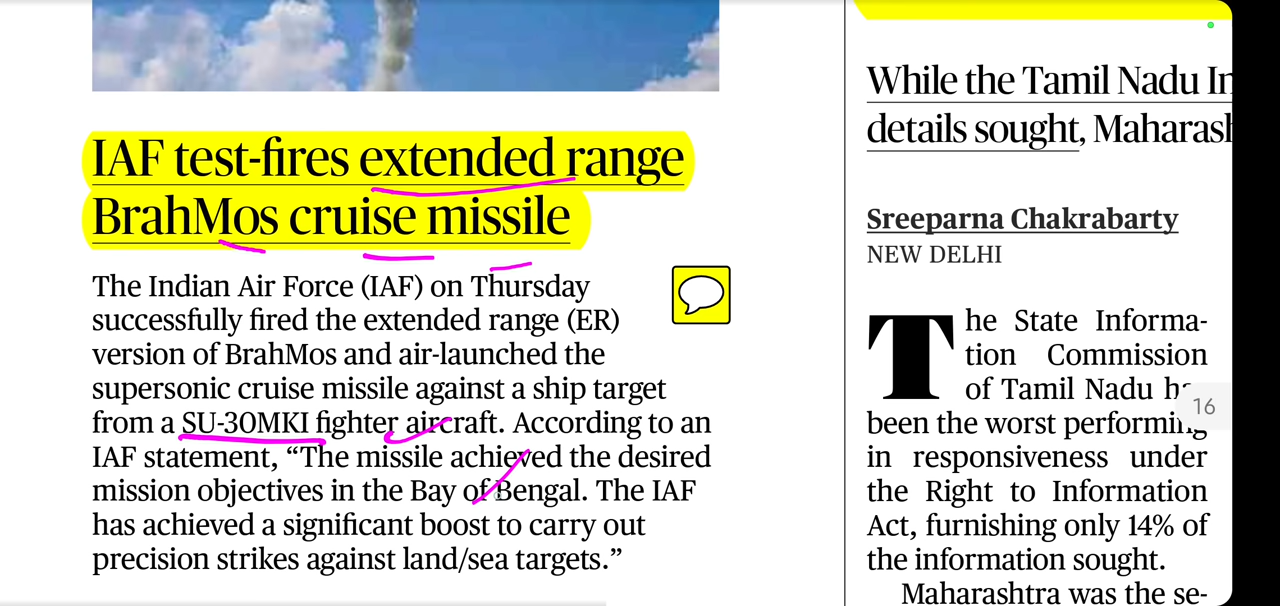 IAF test-fires extended range
BrahMos cruise missile
The Indian Air Force (IAF) on Thursday
successfully fired the extended range (ER)
version of BrahMos and air-launched the
supersonic cruise missile against a ship target
from a SU-30MKI fighter aircraft. According to an
IAF statement, “The missile achieved the desired
mission objectives in the Bay of Bengal. The IAF
has achieved a significant boost to carry out
precision strikes against land/sea targets.”
While the Tamil Nadu
details sought,
Sreeparna Chakrabarty
NEW DELHI
The State Informa-
tion Commission
of Tamil Nadu
been the worst performing
in responsiveness under
the Right to Information
Act, furnishing only 14% of
the information sought.
Maharashtra was the se-
16